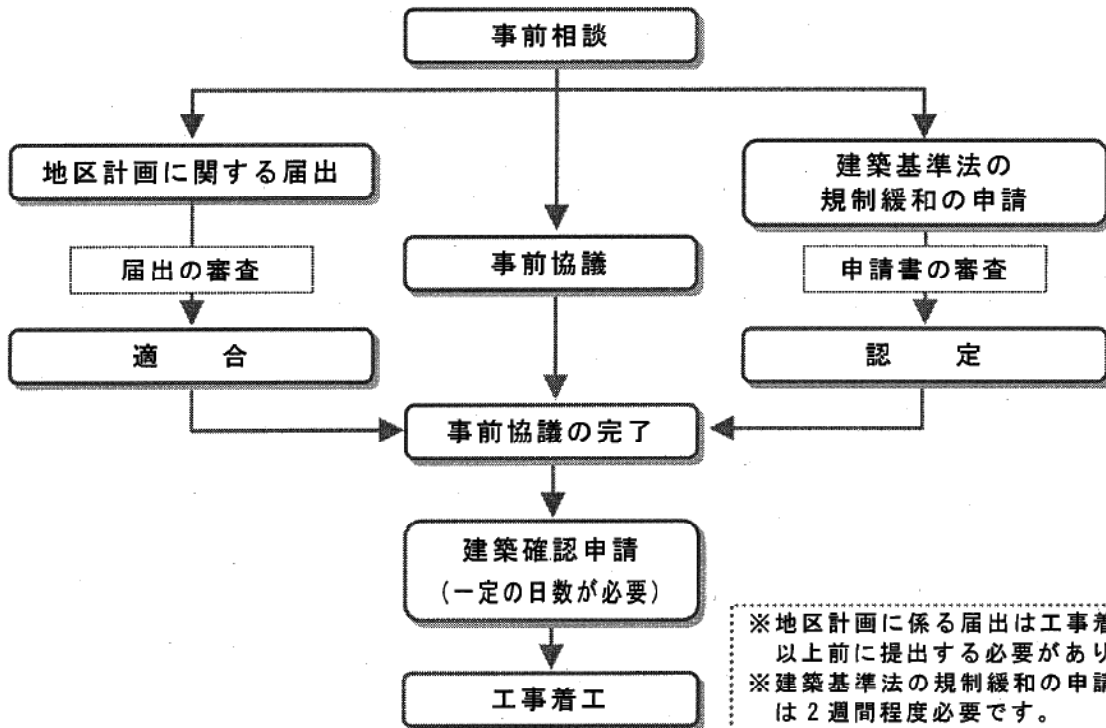 事前相談
地区計画に関する届出
建築基準法の
規制緩和の申請
届出の審査
事前協議
申請書の審査
適　　合
認　　定
事前協議の完了
建築確認申請
(一定の日数が必要)
工事着工
※地区計画に係る届出は工事着
以上前に提出する必要があり
※建築基準法の規制緩和の申請
は2週間程度必要です。